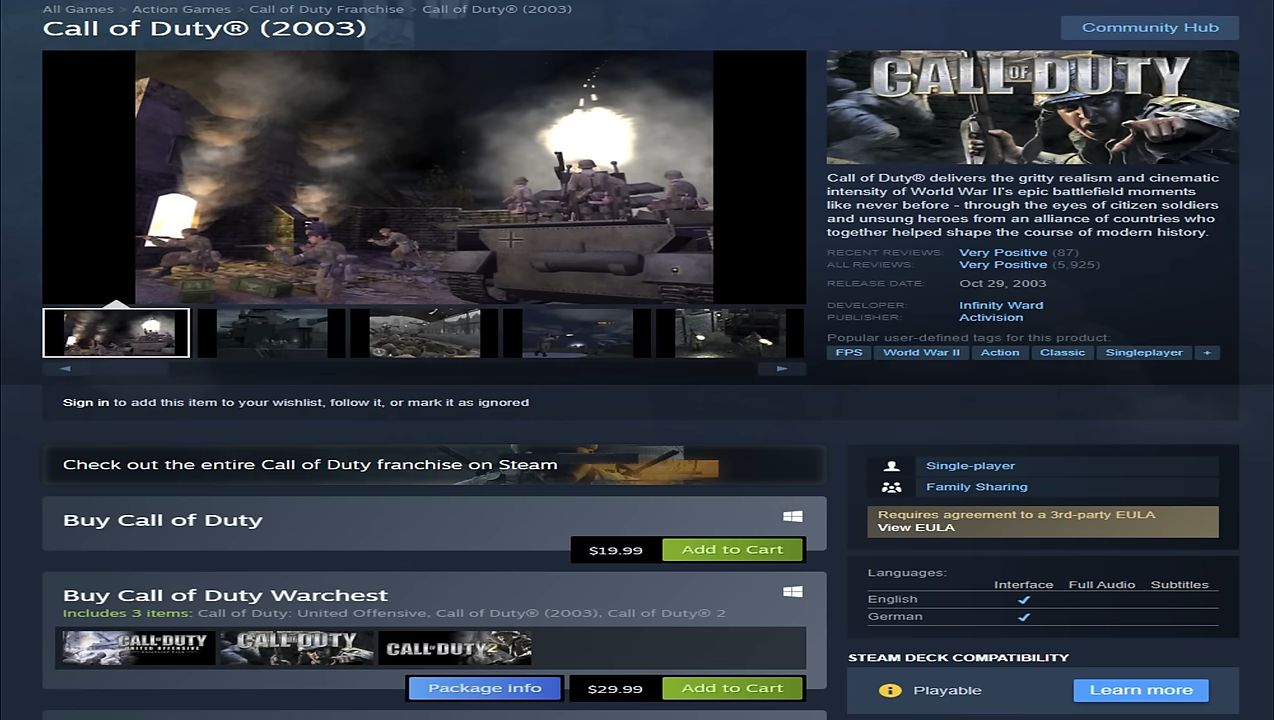 All Games > Action Games > Call of Duty Franchise > Call of Duty® (2003)
Call of Duty® (2003)
Community Hub
CALL OF DUTY
Call of Duty® delivers the gritty realism and cinematic
intensity of World War II's epic battlefield moments
like never before - through the eyes of citizen soldiers
and unsung heroes from an alliance of countries who
together helped shape the course of modern history.
RECENT REVIEWS: Very Positive (87)
ALL REVIEWS: Very Positive (5,925)
RELEASE DATE: Oct 29, 2003
DEVELOPER: Infinity Ward
PUBLISHER: Activision
Popular user-defined tags for this product:
FPS World War II Action Classic Singleplayer +
Sign in to add this item to your wishlist, follow it, or mark it as ignored
Check out the entire Call of Duty franchise on Steam
Buy Call of Duty
$19.99 Add to Cart
Buy Call of Duty Warchest
Includes 3 items: Call of Duty: United Offensive, Call of Duty® (2003), Call of Duty® 2
CALL OF DUTY UNITED OFFENSIVE
CALL OF DUTY
CALL OF DUTY 2
Package info $29.99 Add to Cart
Single-player
Family Sharing
Requires agreement to a 3rd-party EULA
View EULA
Languages:
Interface Full Audio Subtitles
English ✔
German ✔
STEAM DECK COMPATIBILITY
Playable Learn more